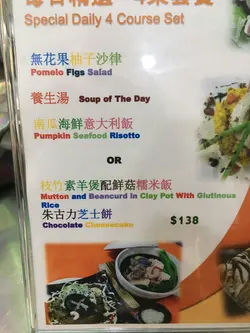 Special Daily 4 Course Set
無花果柚子沙律
Pomelo Figs Salad
養生湯 Soup of The Day
南瓜海鮮意大利飯
Pumpkin Seafood Risotto
OR
枝竹素羊煲配鮮菇糯米飯
Mutton and Beancurd in Clay Pot With Glutinous
Rice
朱古力芝士餅 $138
Chocolate Cheesecake